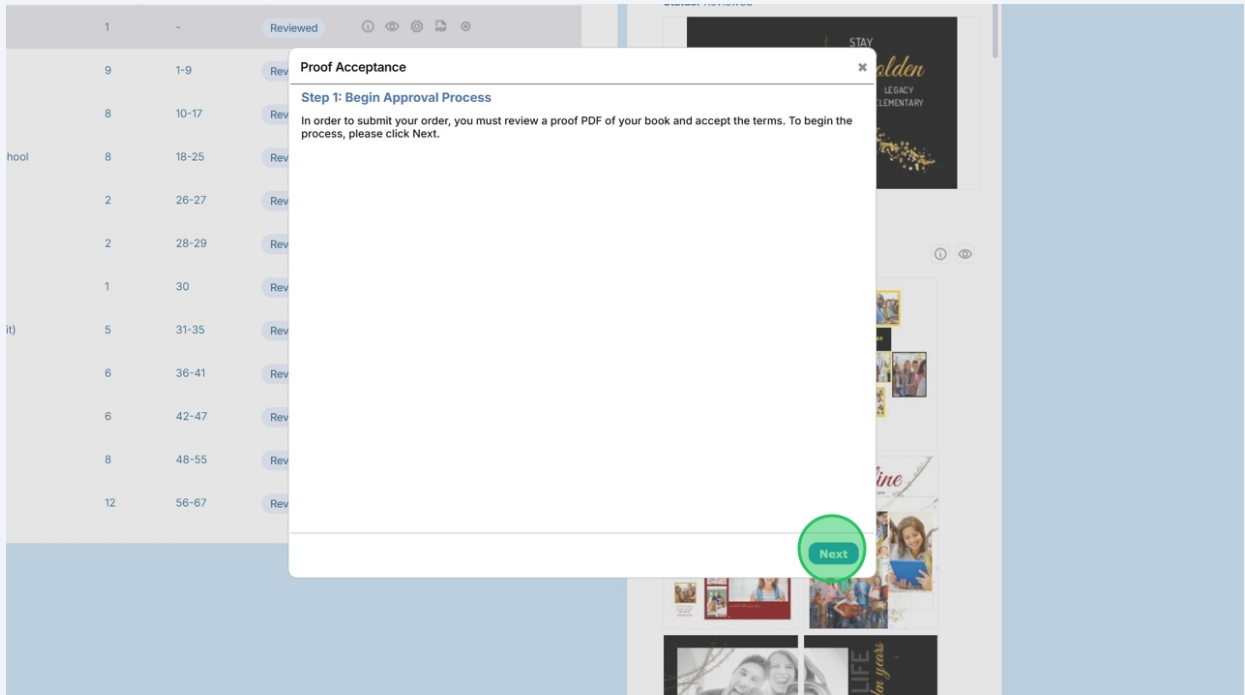 1 - Reviewed
STAY
golden
LEGACY
ELEMENTARY
Proof Acceptance
Step 1: Begin Approval Process
In order to submit your order, you must review a proof PDF of your book and accept the terms. To begin the
process, please click Next.
9 1-9 Rev
8 10-17 Rev
hool 8 18-25 Rev
2 26-27 Rev
2 28-29 Rev
1 30 Rev
it) 5 31-35 Rev
6 36-41 Rev
6 42-47 Rev
8 48-55 Rev
12 56-67 Rev
Next
ine
LIFE
years